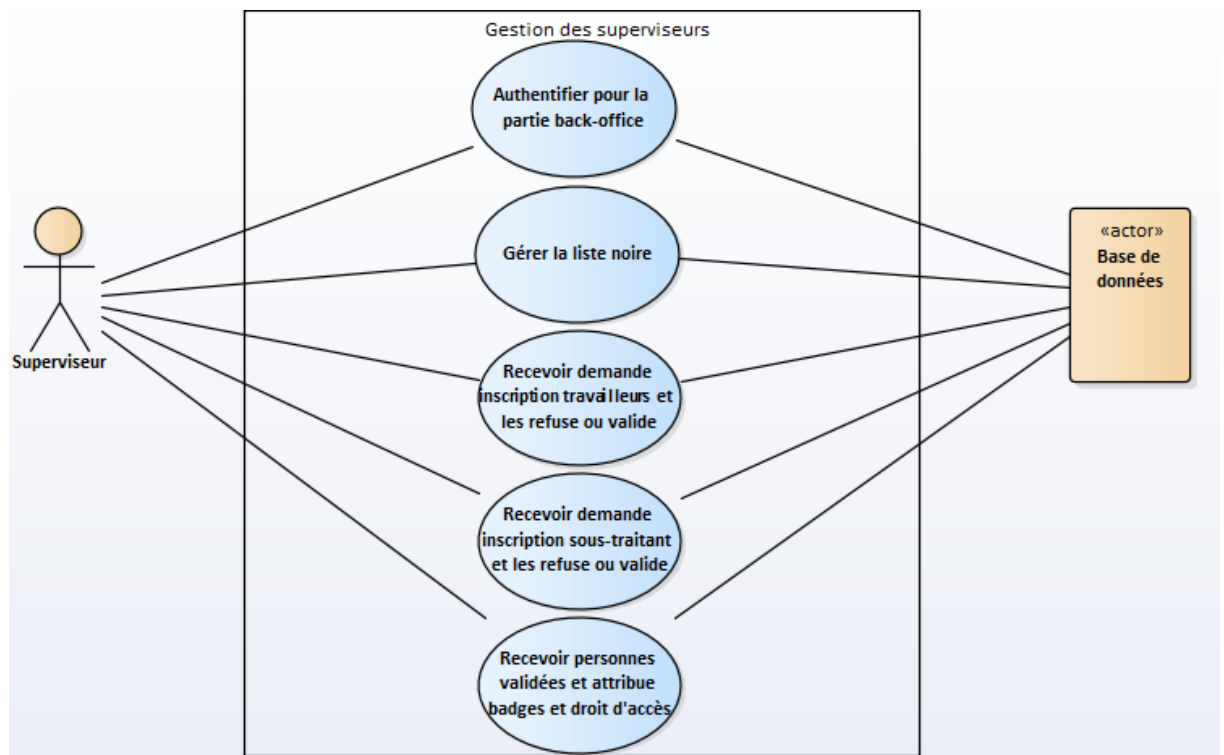 Gestion des superviseurs
Authentifier pour la
partie back-office
Gérer la liste noire
Recevoir demande
inscription travailleurs et
les refuse ou valide
Recevoir demande
inscription sous-traitant
et les refuse ou valide
Recevoir personnes
validées et attribue
badges et droit d'accès
Superviseur
«actor»
Base de
données